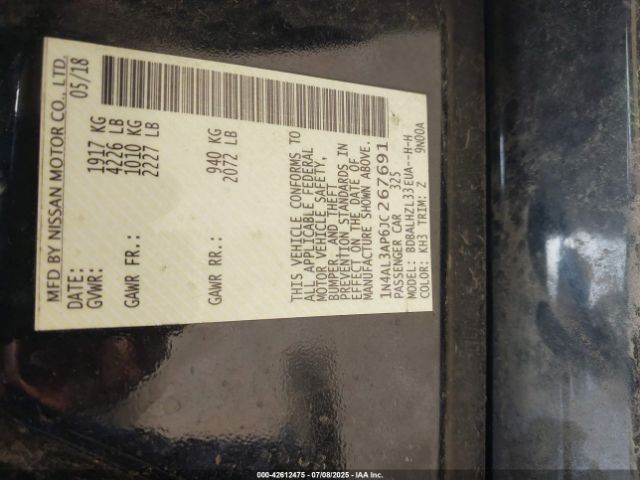 MFD BY NISSAN MOTOR CO., LTD.
DATE: 05/18
GVWR: 1917 KG
4226 LB
GAWR FR.: 1010 KG
2227 LB
GAWR RR.: 940 KG
2072 LB
THIS VEHICLE CONFORMS TO
ALL APPLICABLE FEDERAL
MOTOR VEHICLE SAFETY,
BUMPER, AND THEFT
PREVENTION STANDARDS IN
EFFECT ON THE DATE OF
MANUFACTURE SHOWN ABOVE.
1N4AL3AP6JC267691
PASSENGER CAR 325
MODEL: BDBALHZL33EUA--H-H
COLOR: KH3 TRIM: Z 9N00A
000-42612475 07/08/2025 IAAI.COM